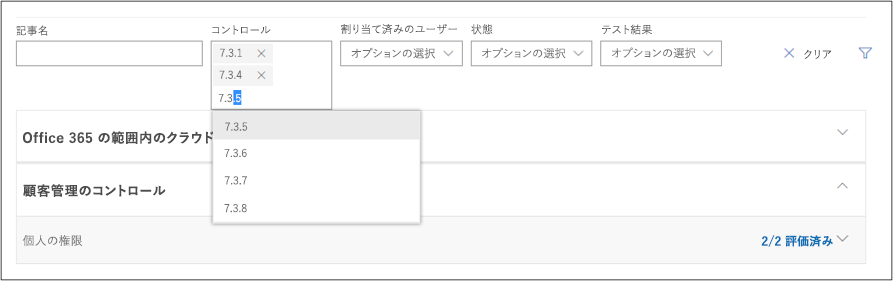 記事名
コントロール
割り当て済みのユーザー
状態
テスト結果
7.3.1
7.3.4
7.3.5
オプションの選択
オプションの選択
オプションの選択
クリア
7.3.5
7.3.6
7.3.7
7.3.8
Office 365 の範囲内のクラウド
顧客管理のコントロール
個人の権限
2/2 評価済み